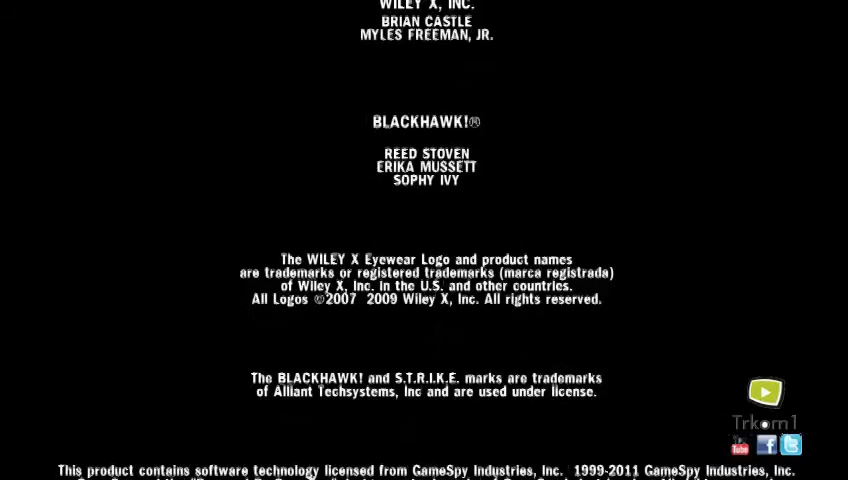 WILEY X, INC.
BRIAN CASTLE
MYLES FREEMAN, JR.
BLACKHAWK!®
REED STOVEN
ERIKA MUSSETT
SOPHY IVY
The WILEY X Eyewear Logo and product names
are trademarks or registered trademarks (marca registrada)
of Wiley X, Inc. in the U.S. and other countries.
All Logos ©2007 2009 Wiley X, Inc. All rights reserved.
The BLACKHAWK! and S.T.R.I.K.E. marks are trademarks
of Alliant Techsystems, Inc and are used under license.
Trkorn1
You Tube
This product contains software technology licensed from GameSpy Industries, Inc. 1999-2011 GameSpy Industries, Inc.